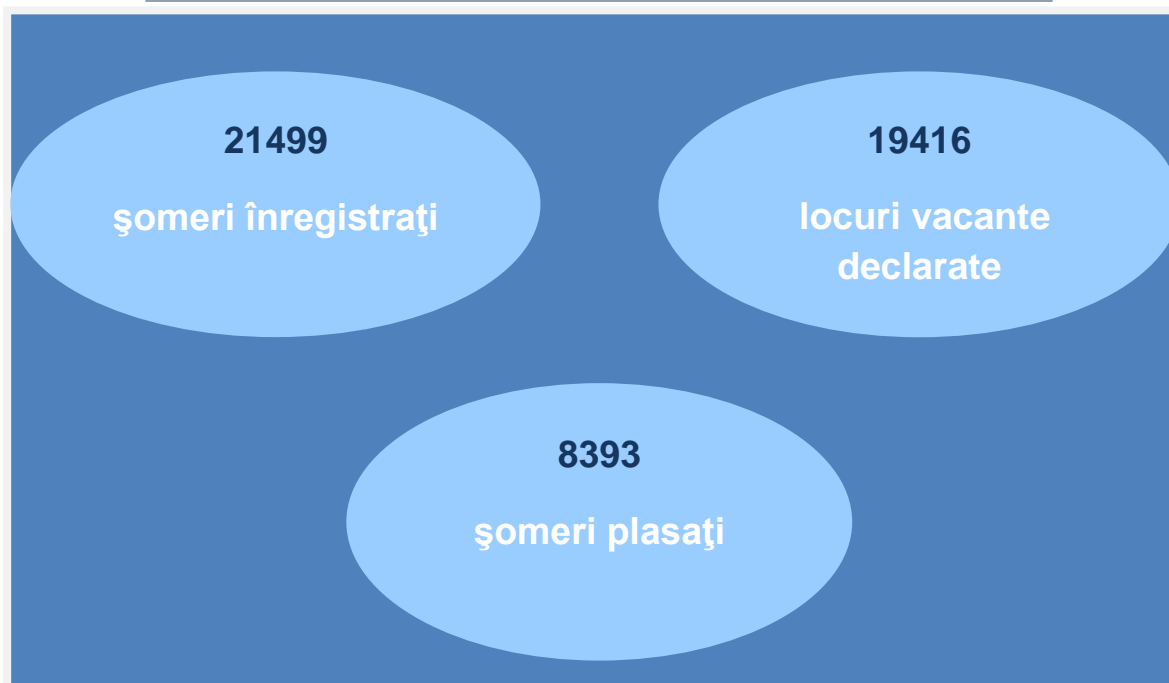 21499
şomeri înregistraţi
19416
locuri vacante
declarate
8393
şomeri plasaţi